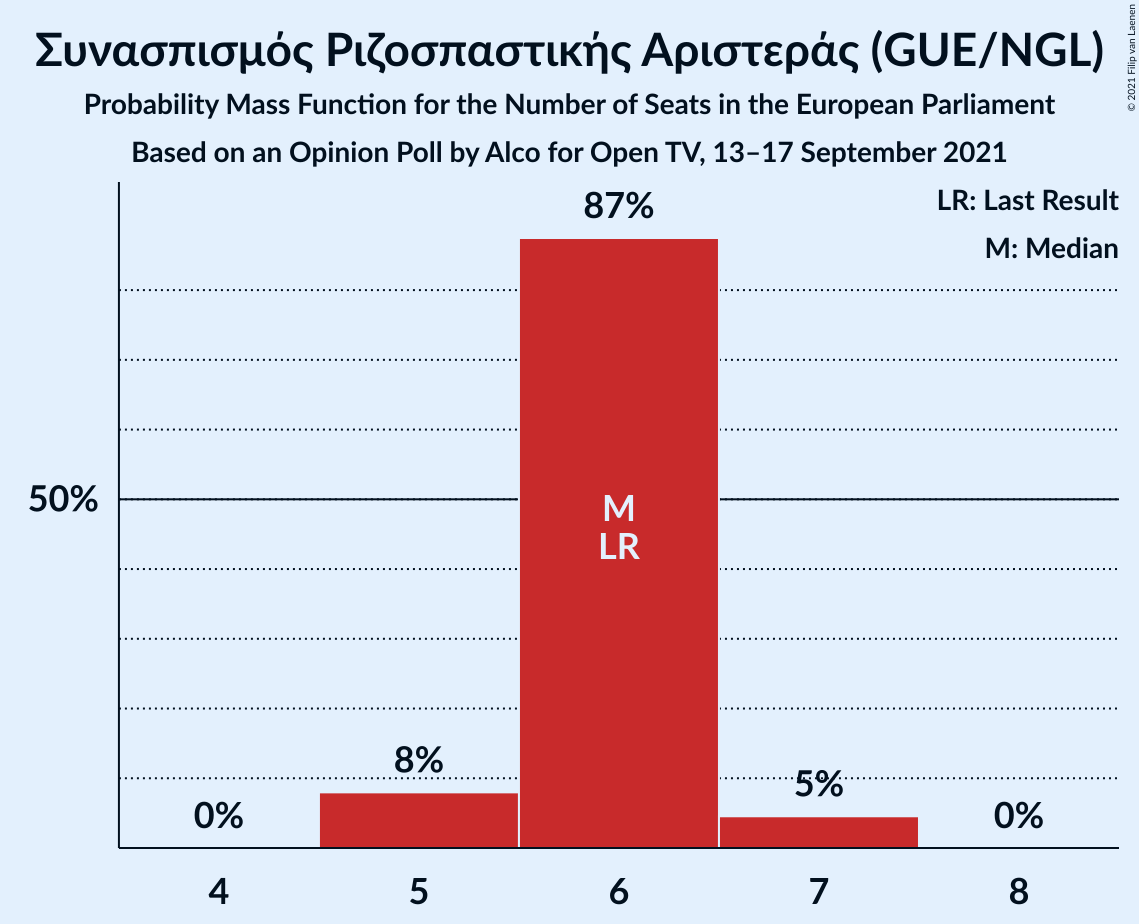 Συνασπισμός Ριζοσπαστικής Αριστεράς (GUE/NGL)
Probability Mass Function for the Number of Seats in the European Parliament
Based on an Opinion Poll by Alco for Open TV, 13–17 September 2021
© 2021 Filip van Laenen
LR: Last Result
M: Median
87%
50%
M
LR
8%
5%
0%
0%
4
5
6
7
8